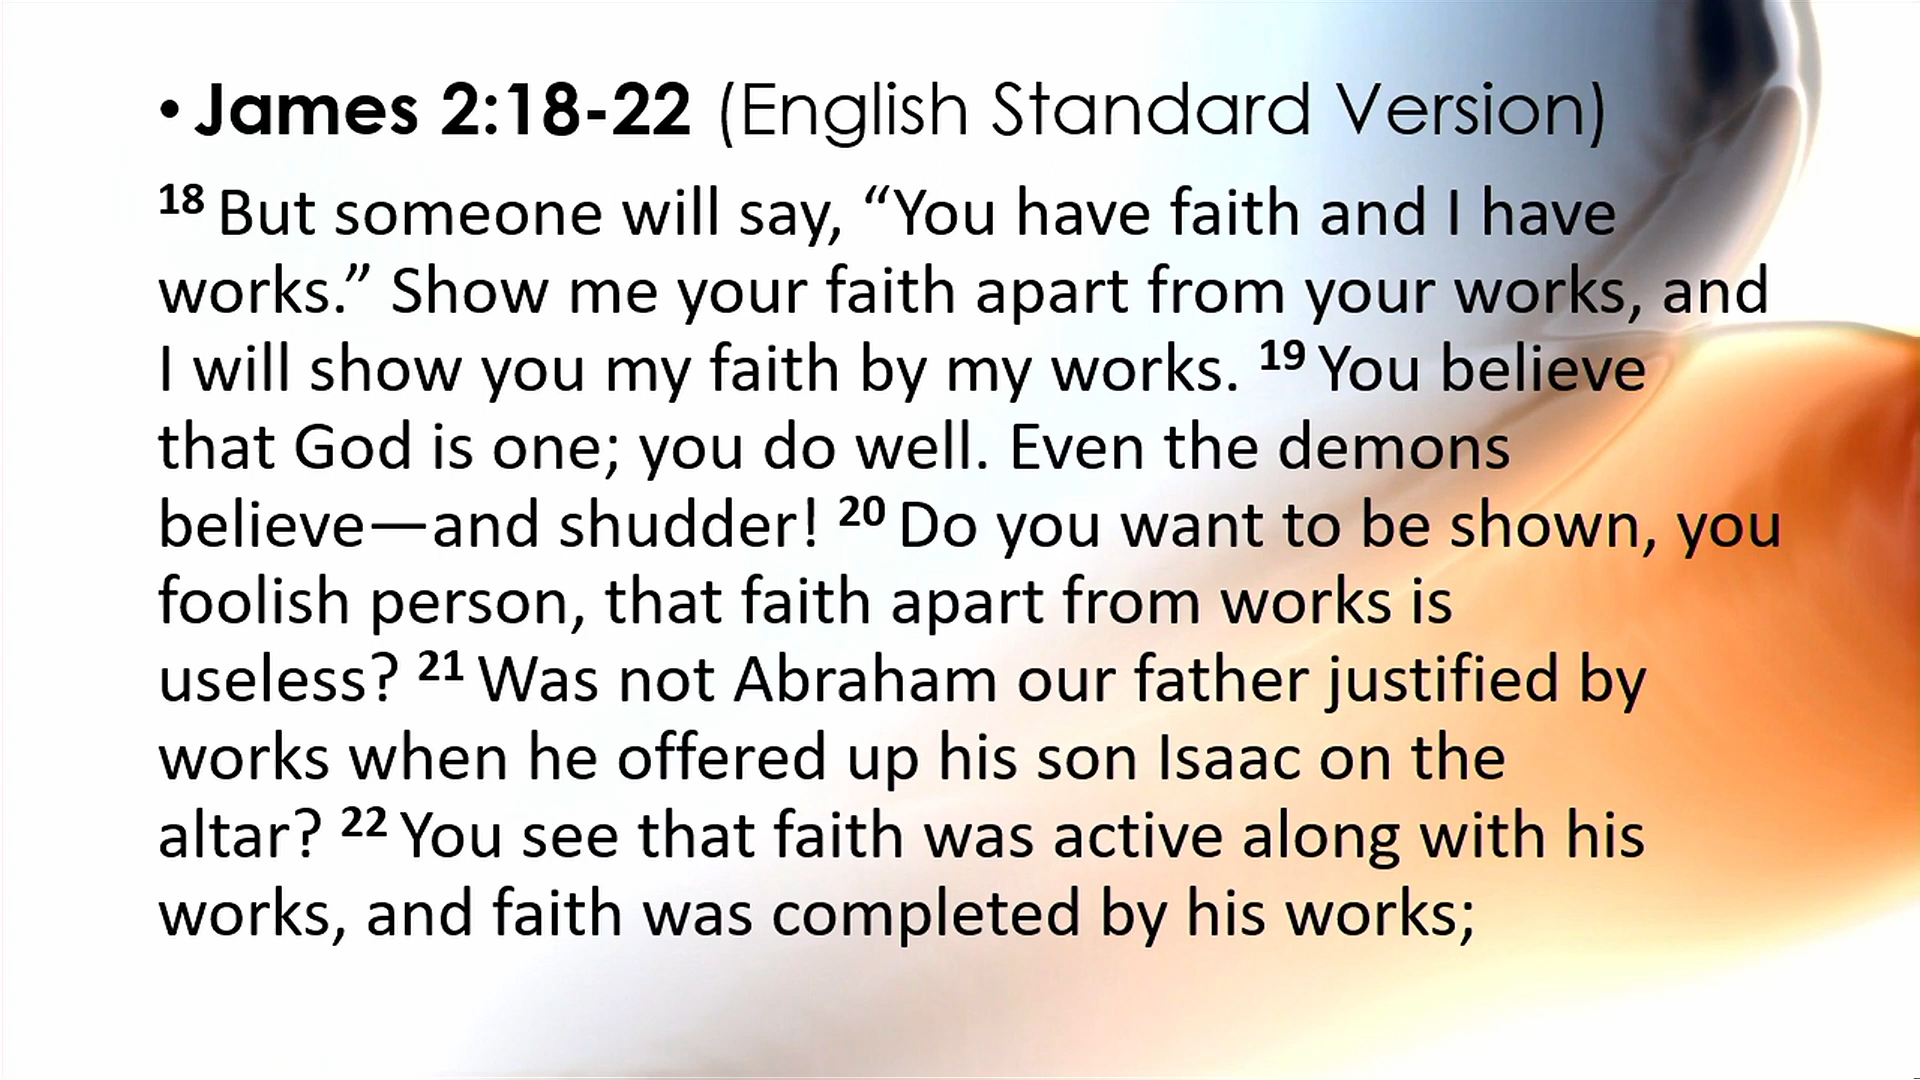 • James 2:18-22 (English Standard Version)
18 But someone will say, “You have faith and I have
works.” Show me your faith apart from your works, and
I will show you my faith by my works. 19 You believe
that God is one; you do well. Even the demons
believe—and shudder! 20 Do you want to be shown, you
foolish person, that faith apart from works is
useless? 21 Was not Abraham our father justified by
works when he offered up his son Isaac on the
altar? 22 You see that faith was active along with his
works, and faith was completed by his works;